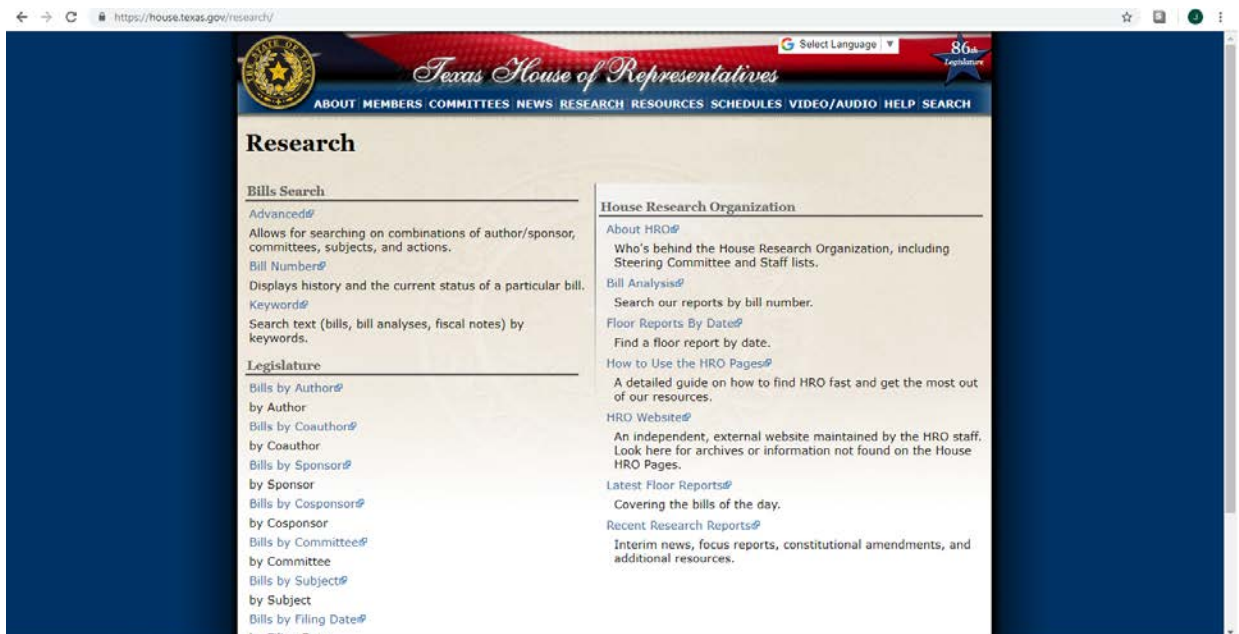 https://house.texas.gov/research/
Select Language
86th
Legislature
Texas House of Representatives
ABOUT MEMBERS COMMITTEES NEWS RESEARCH RESOURCES SCHEDULES VIDEO/AUDIO HELP SEARCH
Research
Bills Search
Advanced
Allows for searching on combinations of author/sponsor,
committees, subjects, and actions.
Bill Number
Displays history and the current status of a particular bill.
Keyword
Search text (bills, bill analyses, fiscal notes) by
keywords.
Legislature
Bills by Author
by Author
Bills by Coauthor
by Coauthor
Bills by Sponsor
by Sponsor
Bills by Cosponsor
by Cosponsor
Bills by Committee
by Committee
Bills by Subject
by Subject
Bills by Filing Date
House Research Organization
About HRO
Who's behind the House Research Organization, including
Steering Committee and Staff lists.
Bill Analysis
Search our reports by bill number.
Floor Reports By Date
Find a floor report by date.
How to Use the HRO Pages
A detailed guide on how to find HRO fast and get the most out
of our resources.
HRO Website
An independent, external website maintained by the HRO staff.
Look here for archives or information not found on the House
HRO Pages.
Latest Floor Reports
Covering the bills of the day.
Recent Research Reports
Interim news, focus reports, constitutional amendments, and
additional resources.